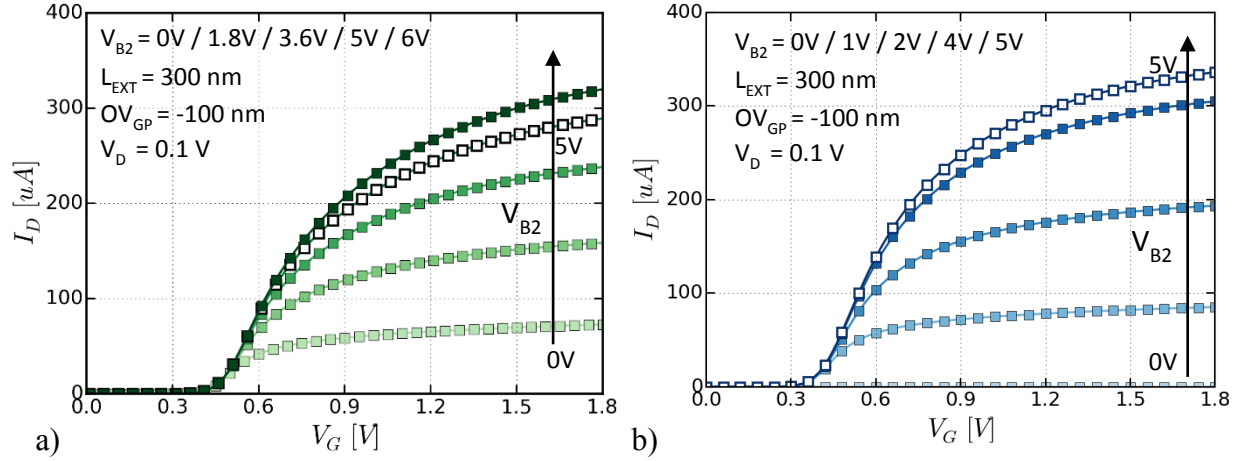 400
300
200
100
0
I_D [uA]
V_B2 = 0V / 1.8V / 3.6V / 5V / 6V
L_EXT = 300 nm
OV_GP = -100 nm
V_D = 0.1 V
5V
V_B2
0V
0.0 0.3 0.6 0.9 1.2 1.5 1.8
V_G [V]
a)
400
300
200
100
0
I_D [uA]
V_B2 = 0V / 1V / 2V / 4V / 5V
5V
L_EXT = 300 nm
OV_GP = -100 nm
V_D = 0.1 V
V_B2
0V
0.0 0.3 0.6 0.9 1.2 1.5 1.8
V_G [V]
b)